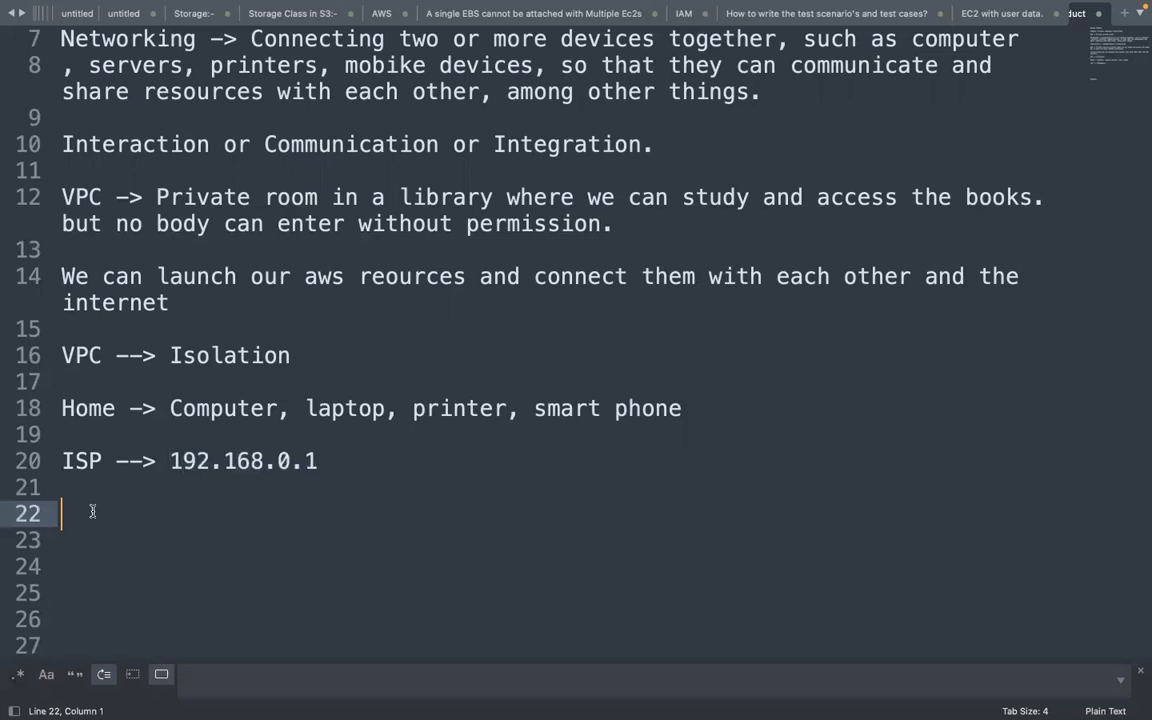 untitled
untitled
Storage:-
Storage Class in S3:-
AWS
A single EBS cannot be attached with Multiple Ec2s
IAM
How to write the test scenario's and test cases?
EC2 with user data.
duct
7 Networking -> Connecting two or more devices together, such as computer
8 , servers, printers, mobike devices, so that they can communicate and
share resources with each other, among other things.
9
10 Interaction or Communication or Integration.
11
12 VPC -> Private room in a library where we can study and access the books.
but no body can enter without permission.
13
14 We can launch our aws reources and connect them with each other and the
internet
15
16 VPC --> Isolation
17
18 Home -> Computer, laptop, printer, smart phone
19
20 ISP --> 192.168.0.1
21
22
23
24
25
26
27
.* Aa “”
Line 22, Column 1
Tab Size: 4
Plain Text